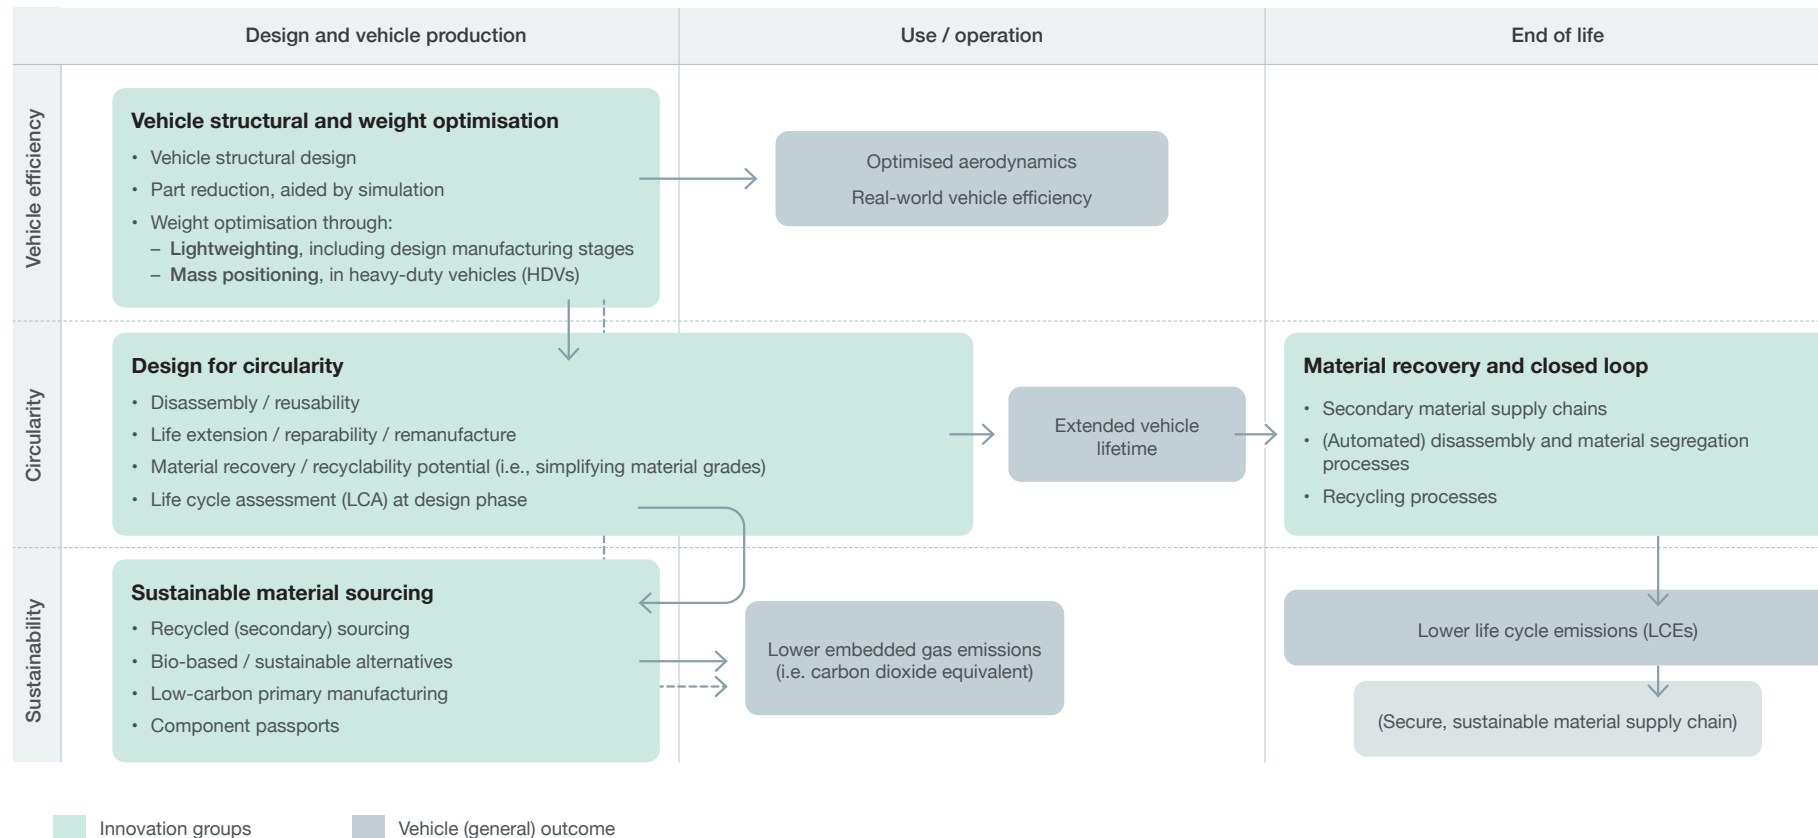 Design and vehicle production
Use / operation
End of life
Vehicle efficiency
Vehicle structural and weight optimisation
• Vehicle structural design
• Part reduction, aided by simulation
• Weight optimisation through:
– Lightweighting, including design manufacturing stages
– Mass positioning, in heavy-duty vehicles (HDVs)
Optimised aerodynamics
Real-world vehicle efficiency
Circularity
Design for circularity
• Disassembly / reusability
• Life extension / reparability / remanufacture
• Material recovery / recyclability potential (i.e., simplifying material grades)
• Life cycle assessment (LCA) at design phase
Extended vehicle
lifetime
Material recovery and closed loop
• Secondary material supply chains
• (Automated) disassembly and material segregation
processes
• Recycling processes
Sustainability
Sustainable material sourcing
• Recycled (secondary) sourcing
• Bio-based / sustainable alternatives
• Low-carbon primary manufacturing
• Component passports
Lower embedded gas emissions
(i.e. carbon dioxide equivalent)
Lower life cycle emissions (LCEs)
(Secure, sustainable material supply chain)
Innovation groups
Vehicle (general) outcome